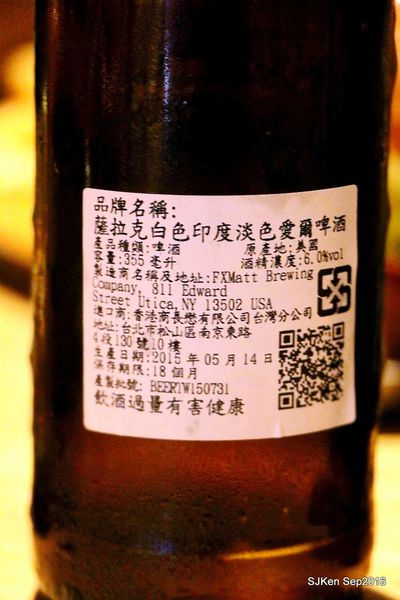 品牌名稱:
薩拉克白色印度淡色愛爾啤酒
產品種類:啤酒 原產地:美國
容量:355 毫升 酒精濃度:6.0%vol
製造商名稱及地址:FXMatt Brewing
Company, 811 Edward
Street Utica,NY 13502 USA
進口商:香港商長懋有限公司台灣分公司
地址:台北市松山區南京東路
4段130號10樓
生產日期:2015 年 05 月 14 日
保存期限:18 個月
產製批號: BEERTW150731
飲酒過量有害健康
SJKen Sep2016